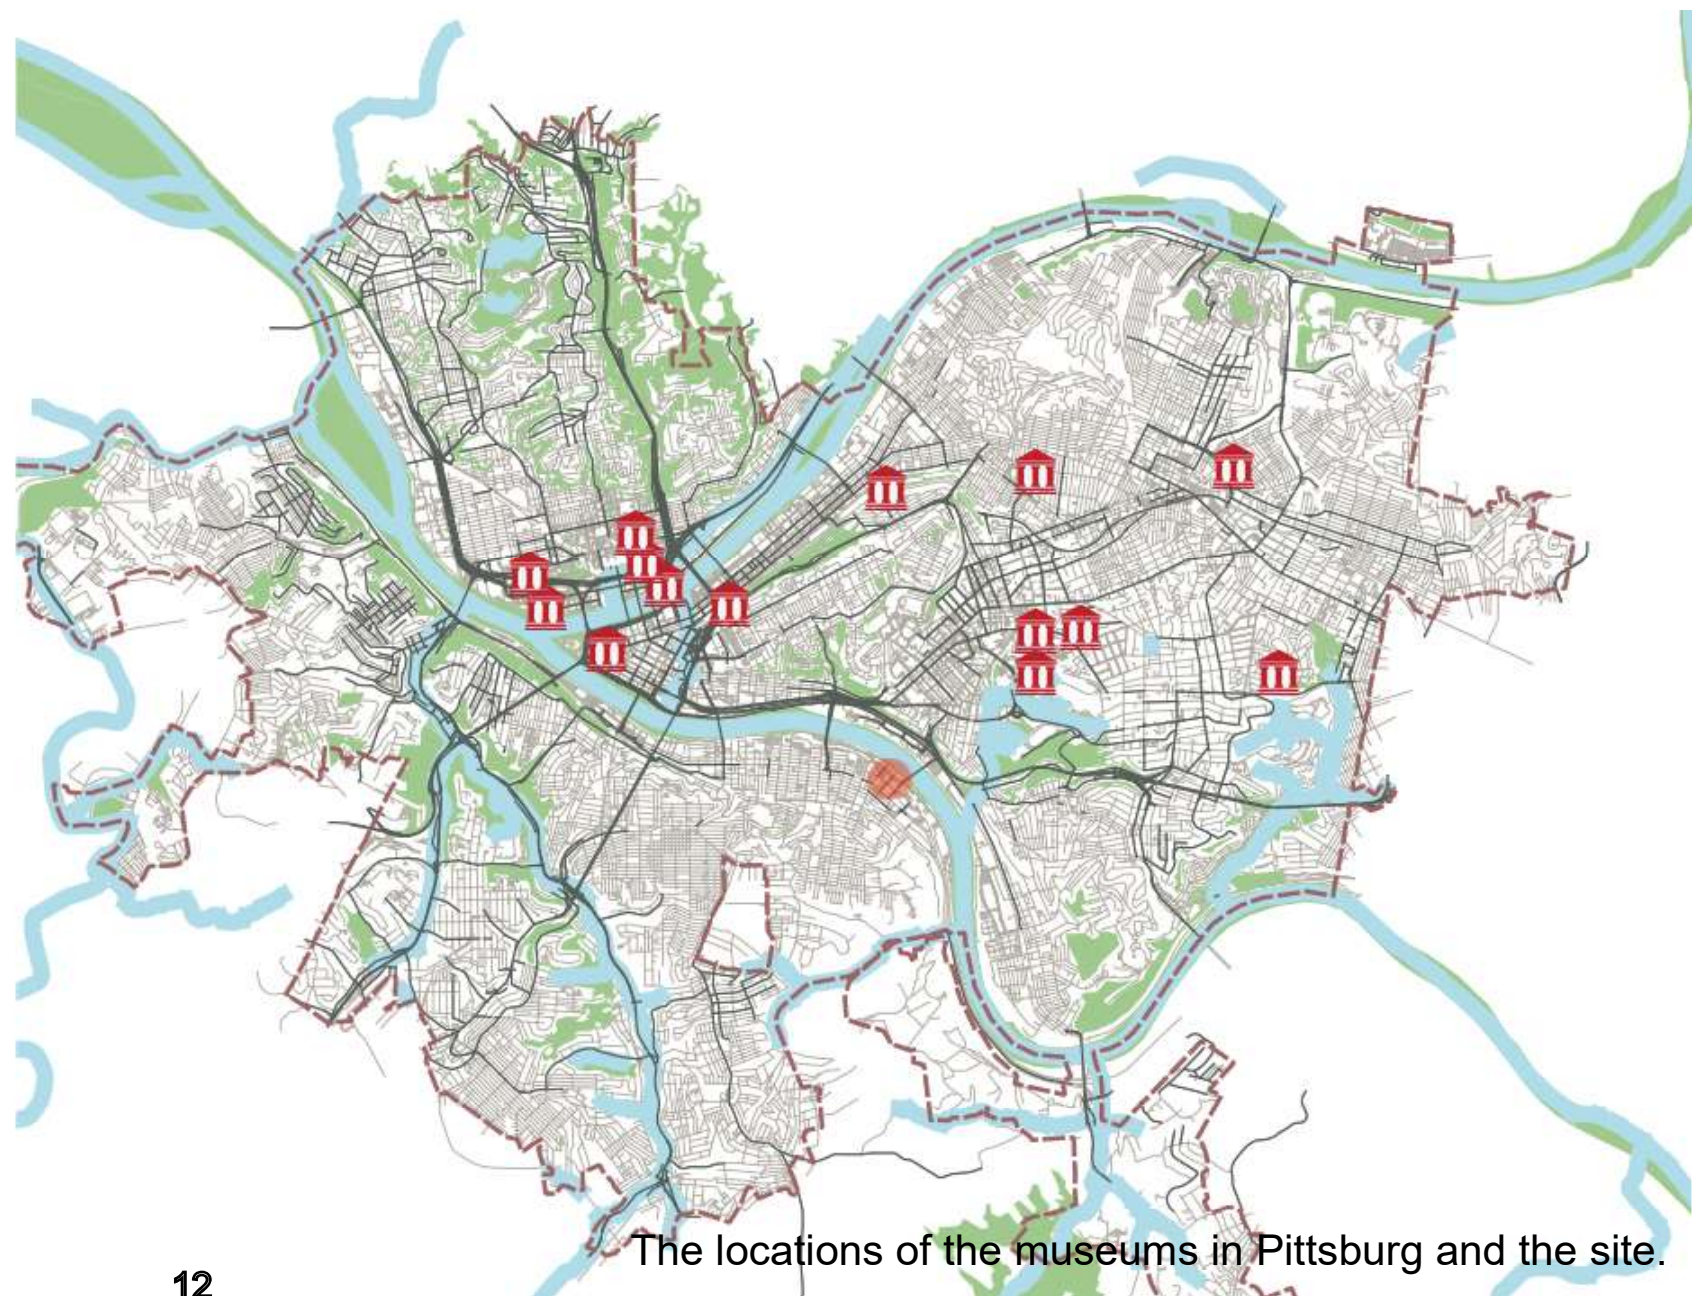 The locations of the museums in Pittsburg and the site.
12